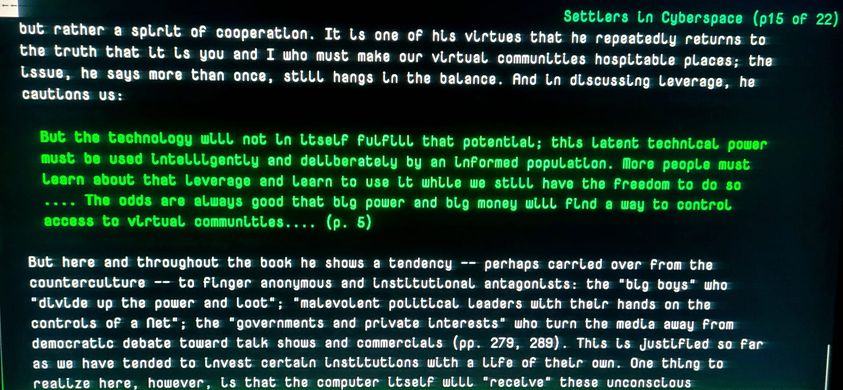 Settlers in Cyberspace (p15 of 22)
but rather a spirit of cooperation. It is one of his virtues that he repeatedly returns to
the truth that it is you and I who must make our virtual communities hospitable places; the
issue, he says more than once, still hangs in the balance. And in discussing leverage, he
cautions us:
But the technology will not in itself fulfill that potential; this latent technical power
must be used intelligently and deliberately by an informed population. More people must
learn about that leverage and learn to use it while we still have the freedom to do so
.... The odds are always good that big power and big money will find a way to control
access to virtual communities.... (p. 5)
But here and throughout the book he shows a tendency -- perhaps carried over from the
counterculture -- to finger anonymous and institutional antagonists: the "big boys" who
"divide up the power and loot"; "malevolent political leaders with their hands on the
controls of a Net"; the "governments and private interests" who turn the media away from
democratic debate toward talk shows and commercials (pp. 279, 289). This is justified so far
as we have tended to invest certain institutions with a life of their own. One thing to
realize here, however, is that the computer itself will "receive" these unconscious